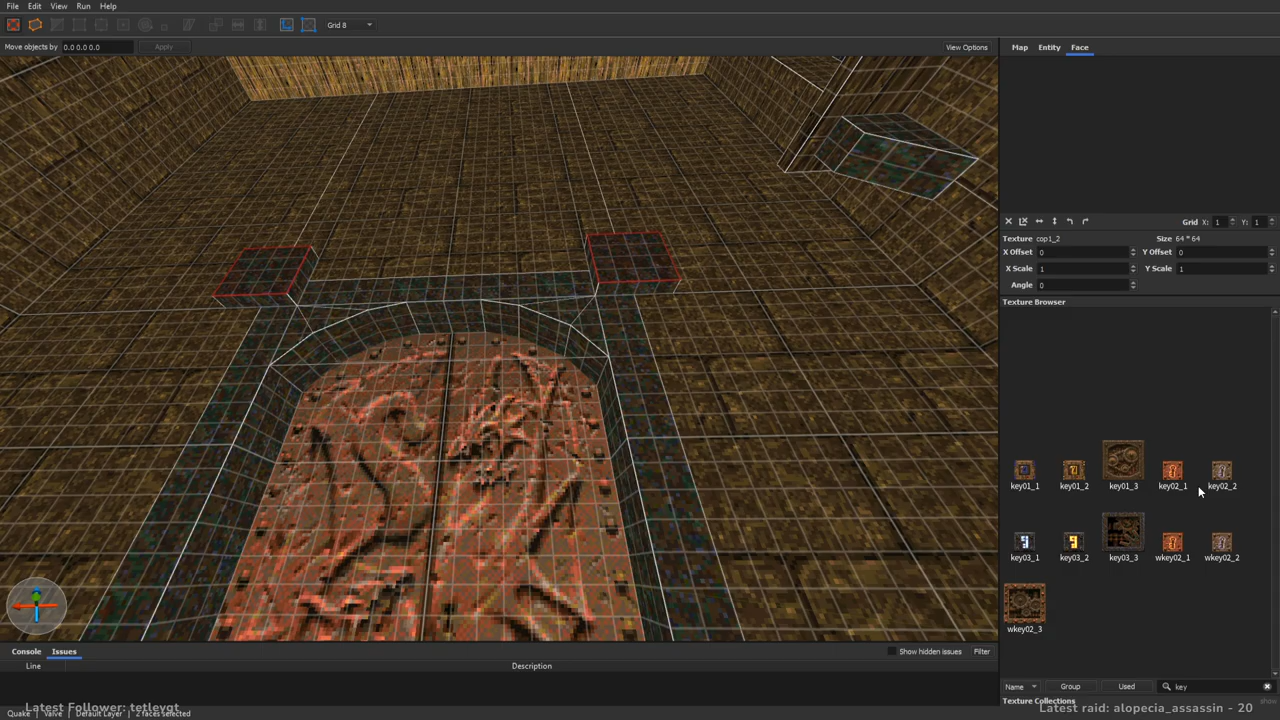 File Edit View Run Help
Grid 8
Move objects by 0.0 0.0 0.0 Apply View Options
Map Entity Face
Grid X: 1 Y: 1
Texture cop1_2 Size 64 * 64
X Offset 0 Y Offset 0
X Scale 1 Y Scale 1
Angle 0
Texture Browser
key01_1 key01_2 key01_3 key02_1 key02_2
key03_1 key03_2 key03_3 wkey02_1 wkey02_2
wkey02_3
Console Issues Show hidden issues Filter
Line Description
Name Group Used key
Texture Collections show
Latest Follower: tetleygt
Latest raid: alopecia_assassin - 20
Quake Valve Default Layer 2 faces selected